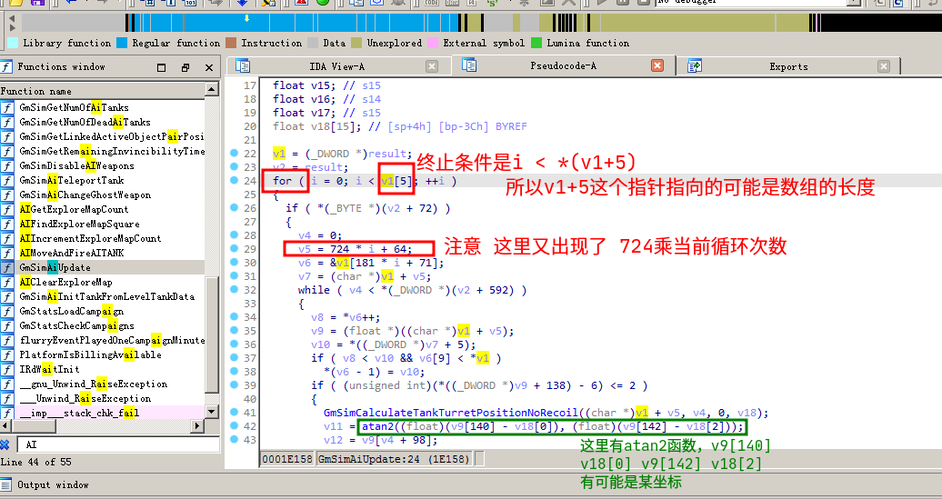 No debugger
Library function Regular function Instruction Data Unexplored External symbol Lumina function
Functions window
IDA View-A
Pseudocode-A
Exports
Function name
GmSimGetNumOfAiTanks
GmSimGetNumOfDeadAiTanks
GmSimGetLinkedActiveObjectPairPosi
GmSimGetRemainingInvincibilityTime
GmSimDisableAIWeapons
GmSimAiTeleportTank
GmSimAiChangeGhostWeapon
AIGetExploreMapCount
AIFindExploreMapSquare
AIIncrementExploreMapCount
AIMoveAndFireAITANK
GmSimAiUpdate
AIClearExploreMap
GmSimAiInitTankFromLevelTankData
GmStatsLoadCampaign
GmStatsCheckCampaigns
flurryEventPlayedOneCampaignMinute
PlatformIsBillingAvailable
IRdWaitInit
__gnu_Unwind_RaiseException
___Unwind_RaiseException
__imp___stack_chk_fail
AI
Line 44 of 55
Output window
17 float v15; // s15
18 float v16; // s14
19 float v17; // s15
20 float v18[15]; // [sp+4h] [bp-3Ch] BYREF
21
22 v1 = (_DWORD *)result;
23 v2 = result;
24 for ( i = 0; i < v1[5]; ++i )
25 {
26 if ( *(_BYTE *)(v2 + 72) )
27 {
28 v4 = 0;
29 v5 = 724 * i + 64;
30 v6 = &v1[181 * i + 71];
31 v7 = (char *)v1 + v5;
32 while ( v4 < *(_DWORD *)(v2 + 592) )
33 {
34 v8 = *v6++;
35 v9 = (float *)((char *)v1 + v5);
36 v10 = *((_DWORD *)v7 + 5);
37 if ( v8 < v10 && v6[9] < *v1 )
38 *(v6 - 1) = v10;
39 if ( (unsigned int)(*((_DWORD *)v9 + 138) - 6) <= 2 )
40 {
41 GmSimCalculateTankTurretPositionNoRecoil((char *)v1 + v5, v4, 0, v18);
42 v11 = atan2((float)(v9[140] - v18[0]), (float)(v9[142] - v18[2]));
43 v12 = v9[v4 + 98];
终止条件是i < *(v1+5)
所以v1+5这个指针指向的可能是数组的长度
注意 这里又出现了 724乘当前循环次数
这里有atan2函数，v9[140]
v18[0] v9[142] v18[2]
有可能是某坐标
0001E158 GmSimAiUpdate:24 (1E158)